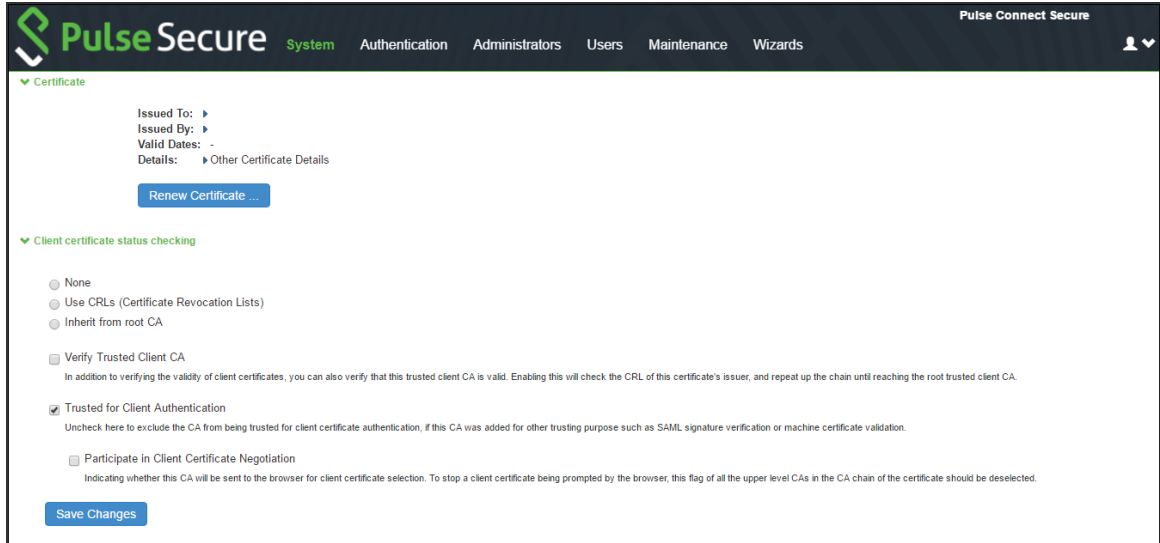 Pulse Connect Secure
Pulse Secure System Authentication Administrators Users Maintenance Wizards
Certificate
Issued To:
Issued By:
Valid Dates: -
Details: Other Certificate Details
Renew Certificate ...
Client certificate status checking
None
Use CRLs (Certificate Revocation Lists)
Inherit from root CA
Verify Trusted Client CA
In addition to verifying the validity of client certificates, you can also verify that this trusted client CA is valid. Enabling this will check the CRL of this certificate's issuer, and repeat up the chain until reaching the root trusted client CA.
Trusted for Client Authentication
Uncheck here to exclude the CA from being trusted for client certificate authentication, if this CA was added for other trusting purpose such as SAML signature verification or machine certificate validation.
Participate in Client Certificate Negotiation
Indicating whether this CA will be sent to the browser for client certificate selection. To stop a client certificate being prompted by the browser, this flag of all the upper level CAs in the CA chain of the certificate should be deselected.
Save Changes